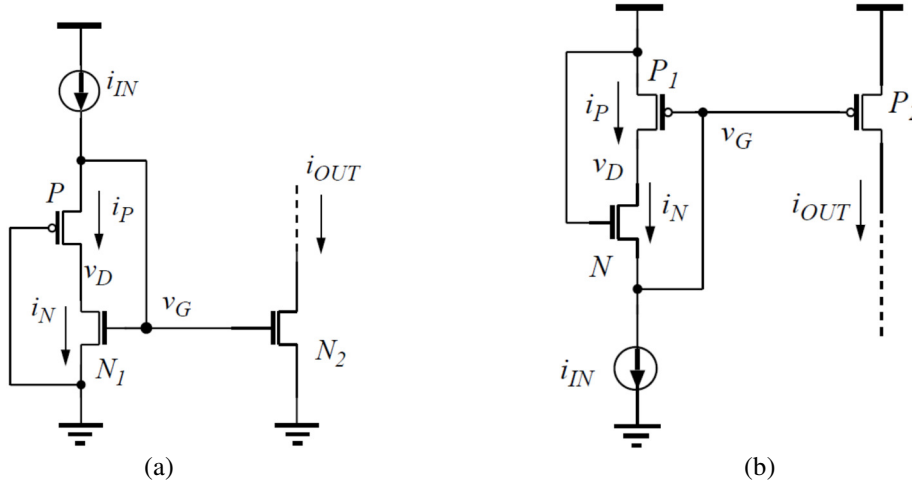 i_IN
P
i_P
v_D
i_N
N_1
v_G
i_OUT
N_2
(a)
P_1
i_P
v_G
v_D
i_N
N
i_IN
P_2
i_OUT
(b)